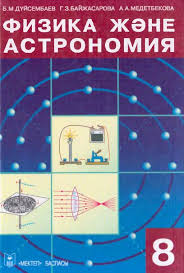 Б.М.ДҮЙСЕМБАЕВ Г.З.БАЙЖАСАРОВА А.А.МЕДЕТБЕКОВА
ФИЗИКА ЖӘНЕ
АСТРОНОМИЯ
8
«МЕКТЕП» БАСПАСЫ